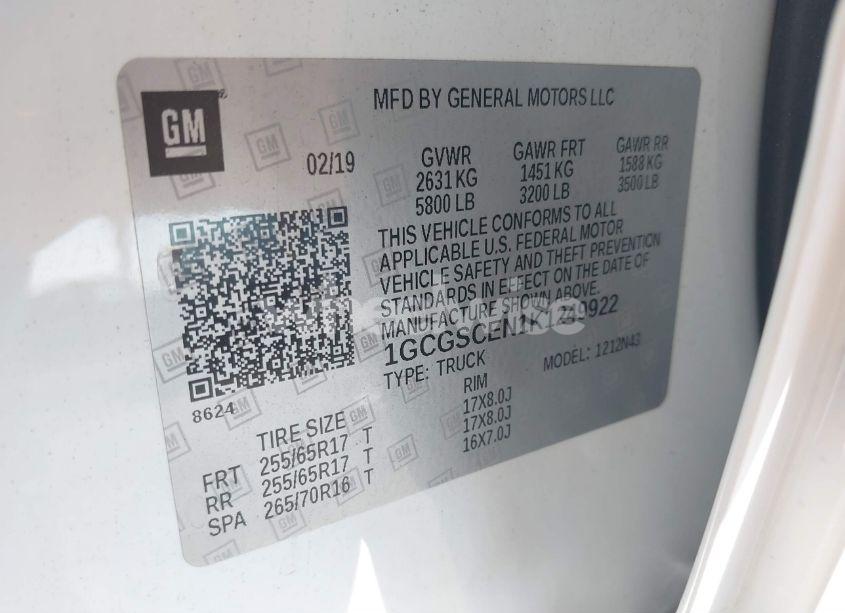 GM
MFD BY GENERAL MOTORS LLC
02/19
GVWR GAWR FRT GAWR RR
2631 KG 1451 KG 1588 KG
5800 LB 3200 LB 3500 LB
THIS VEHICLE CONFORMS TO ALL
APPLICABLE U.S. FEDERAL MOTOR
VEHICLE SAFETY AND THEFT PREVENTION
STANDARDS IN EFFECT ON THE DATE OF
MANUFACTURE SHOWN ABOVE.
1GCGSCEN1K1249922
TYPE: TRUCK MODEL: 1212N43
8624
TIRE SIZE RIM
FRT 255/65R17 T 17X8.0J
RR 255/65R17 T 17X8.0J
SPA 265/70R16 T 16X7.0J